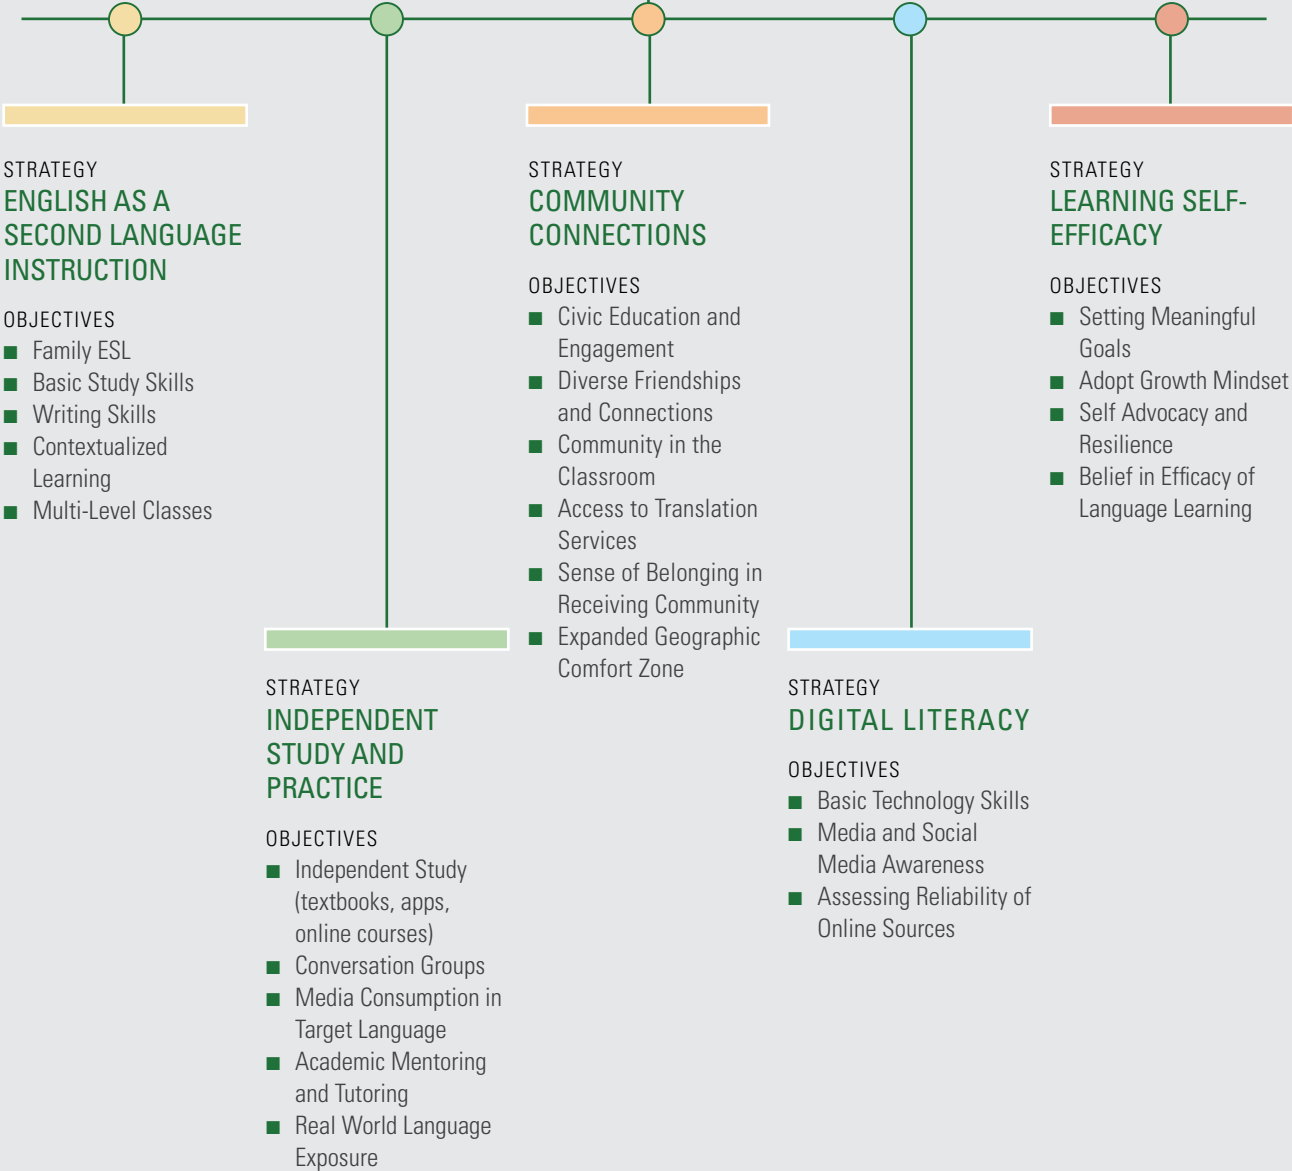 STRATEGY
ENGLISH AS A
SECOND LANGUAGE
INSTRUCTION
OBJECTIVES
■ Family ESL
■ Basic Study Skills
■ Writing Skills
■ Contextualized
Learning
■ Multi-Level Classes
STRATEGY
INDEPENDENT
STUDY AND
PRACTICE
OBJECTIVES
■ Independent Study
(textbooks, apps,
online courses)
■ Conversation Groups
■ Media Consumption in
Target Language
■ Academic Mentoring
and Tutoring
■ Real World Language
Exposure
STRATEGY
COMMUNITY
CONNECTIONS
OBJECTIVES
■ Civic Education and
Engagement
■ Diverse Friendships
and Connections
■ Community in the
Classroom
■ Access to Translation
Services
■ Sense of Belonging in
Receiving Community
■ Expanded Geographic
Comfort Zone
STRATEGY
DIGITAL LITERACY
OBJECTIVES
■ Basic Technology Skills
■ Media and Social
Media Awareness
■ Assessing Reliability of
Online Sources
STRATEGY
LEARNING SELF-
EFFICACY
OBJECTIVES
■ Setting Meaningful
Goals
■ Adopt Growth Mindset
■ Self Advocacy and
Resilience
■ Belief in Efficacy of
Language Learning